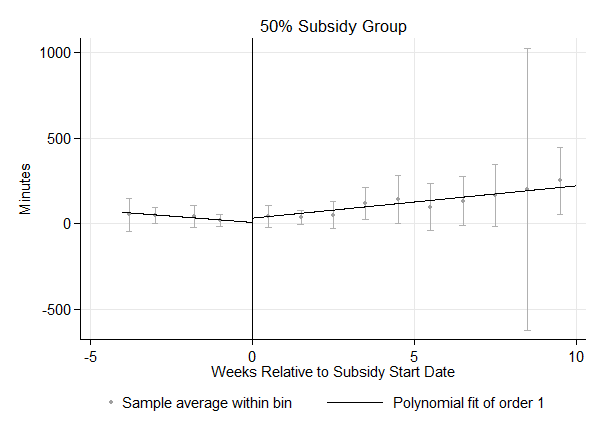 50% Subsidy Group
1000
500
0
-500
Minutes
-5
0
5
10
Weeks Relative to Subsidy Start Date
Sample average within bin
Polynomial fit of order 1